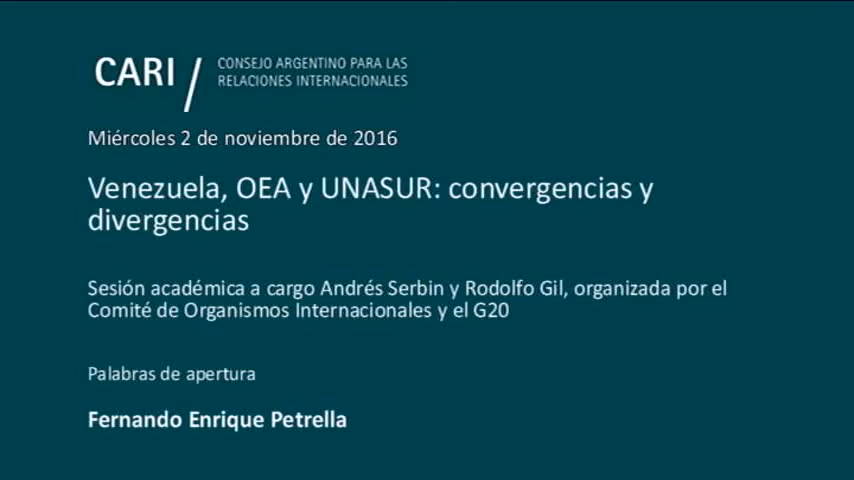 CARI / CONSEJO ARGENTINO PARA LAS
RELACIONES INTERNACIONALES
Miércoles 2 de noviembre de 2016
Venezuela, OEA y UNASUR: convergencias y
divergencias
Sesión académica a cargo Andrés Serbin y Rodolfo Gil, organizada por el
Comité de Organismos Internacionales y el G20
Palabras de apertura
Fernando Enrique Petrella